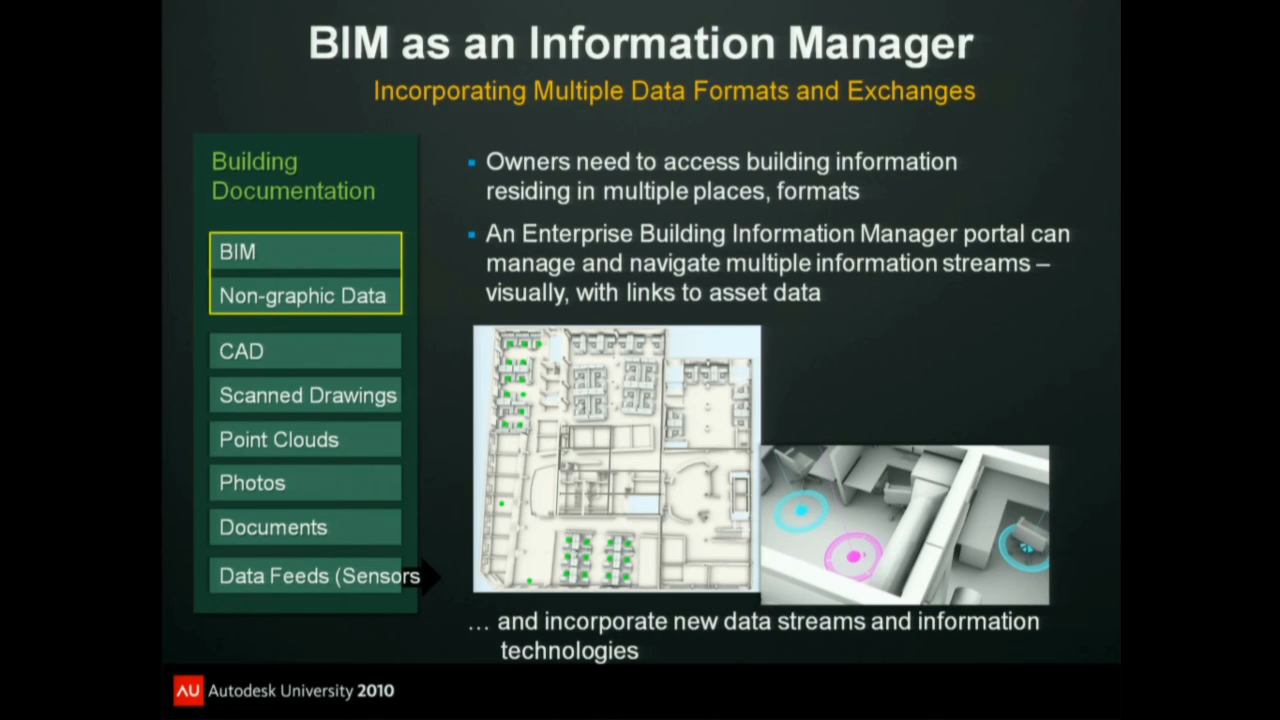 BIM as an Information Manager
Incorporating Multiple Data Formats and Exchanges
Building
Documentation
BIM
Non-graphic Data
CAD
Scanned Drawings
Point Clouds
Photos
Documents
Data Feeds (Sensors
▪ Owners need to access building information
residing in multiple places, formats
▪ An Enterprise Building Information Manager portal can
manage and navigate multiple information streams –
visually, with links to asset data
… and incorporate new data streams and information
technologies
AU Autodesk University 2010